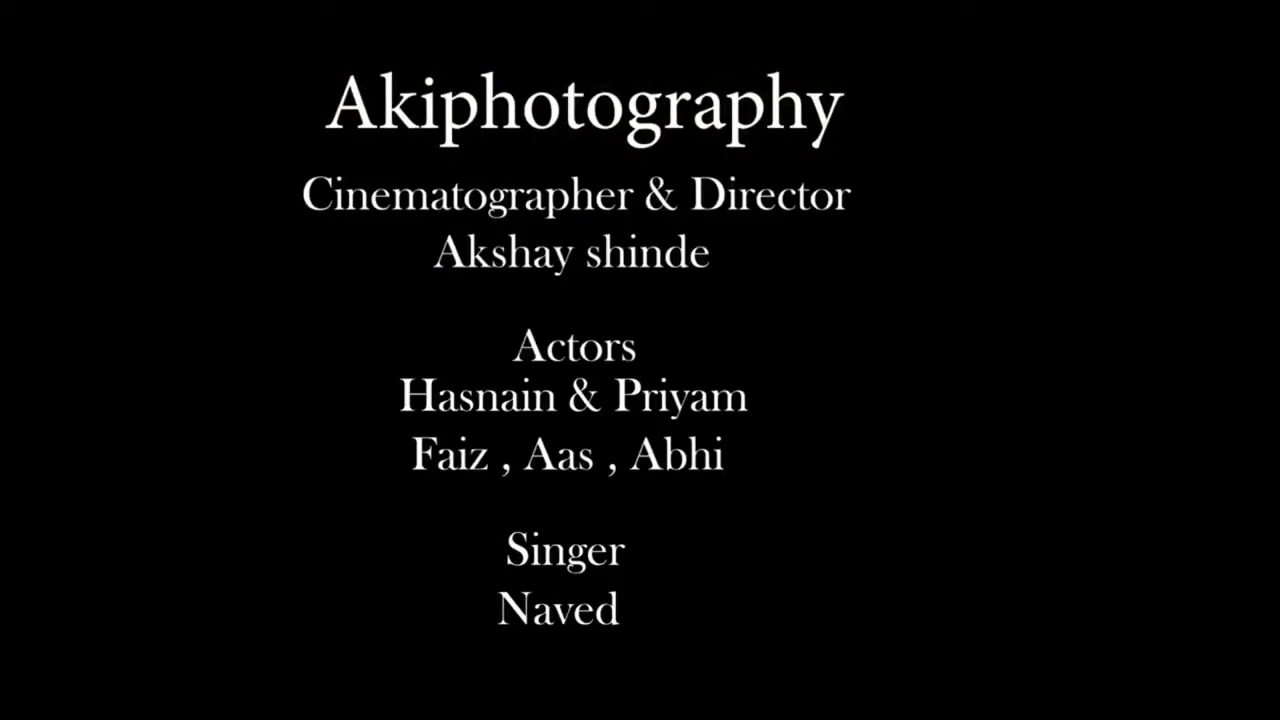 Akiphotography
Cinematographer & Director
Akshay shinde
Actors
Hasnain & Priyam
Faiz , Aas , Abhi
Singer
Naved